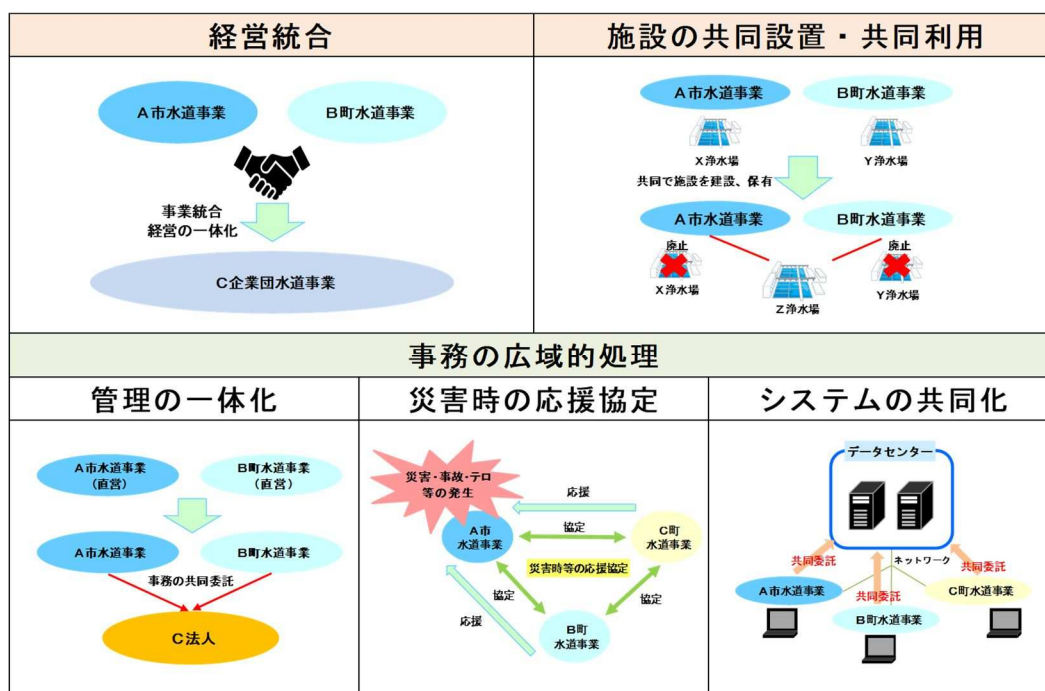 経営統合
A市水道事業
B町水道事業
事業統合
経営の一体化
C企業団水道事業
施設の共同設置・共同利用
A市水道事業
B町水道事業
X浄水場
Y浄水場
共同で施設を建設、保有
A市水道事業
B町水道事業
廃止
廃止
X浄水場
Y浄水場
Z浄水場
事務の広域的処理
管理の一体化
A市水道事業
(直営)
B町水道事業
(直営)
A市水道事業
B町水道事業
事務の共同委託
C法人
災害時の応援協定
災害・事故・テロ
等の発生
応援
A市
水道事業
協定
C町
水道事業
災害時等の応援協定
協定
協定
応援
B町
水道事業
システムの共同化
データセンター
ネットワーク
共同委託
共同委託
共同委託
A市水道事業
C町水道事業
B町水道事業